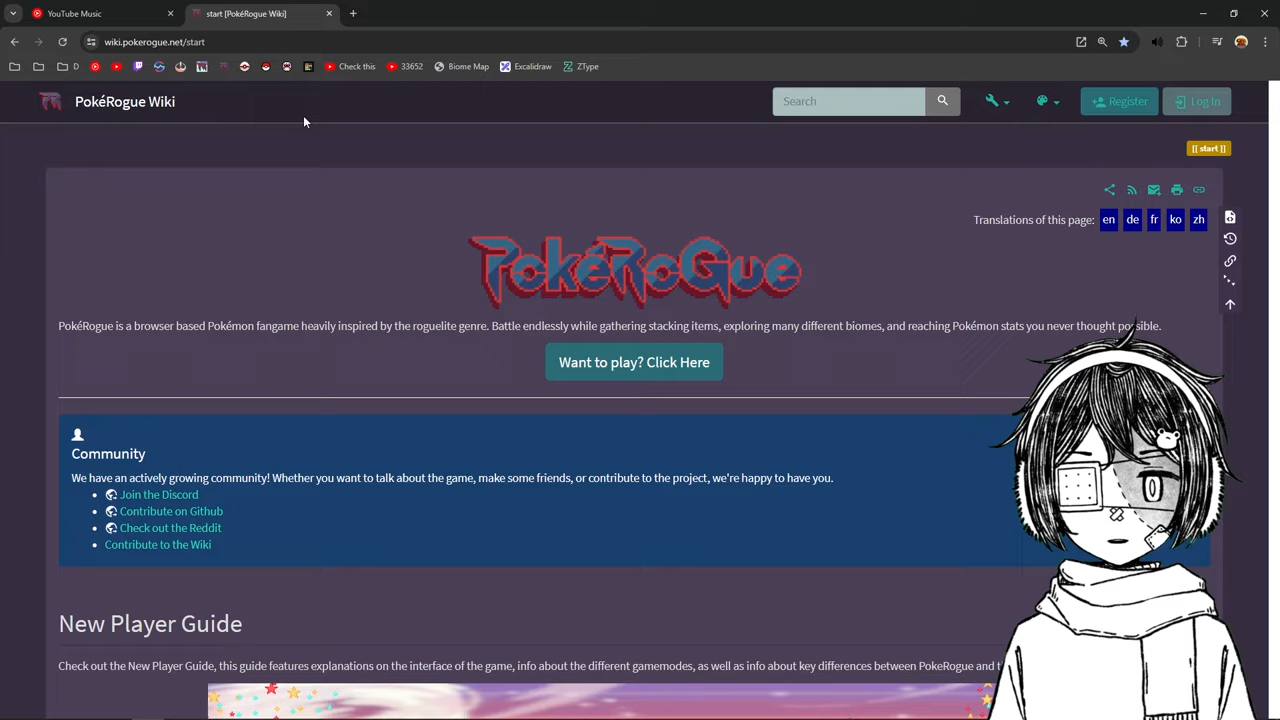 YouTube Music
start [PokéRogue Wiki]
wiki.pokerogue.net/start
D
Check this
33652
Biome Map
Excalidraw
ZType
PokéRogue Wiki
Search
Register
Log In
[[ start ]]
Translations of this page: en de fr ko zh
PokéRoGue
PokéRogue is a browser based Pokémon fangame heavily inspired by the roguelite genre. Battle endlessly while gathering stacking items, exploring many different biomes, and reaching Pokémon stats you never thought possible.
Want to play? Click Here
Community
We have an actively growing community! Whether you want to talk about the game, make some friends, or contribute to the project, we're happy to have you.
Join the Discord
Contribute on Github
Check out the Reddit
Contribute to the Wiki
New Player Guide
Check out the New Player Guide, this guide features explanations on the interface of the game, info about the different gamemodes, as well as info about key differences between PokeRogue and